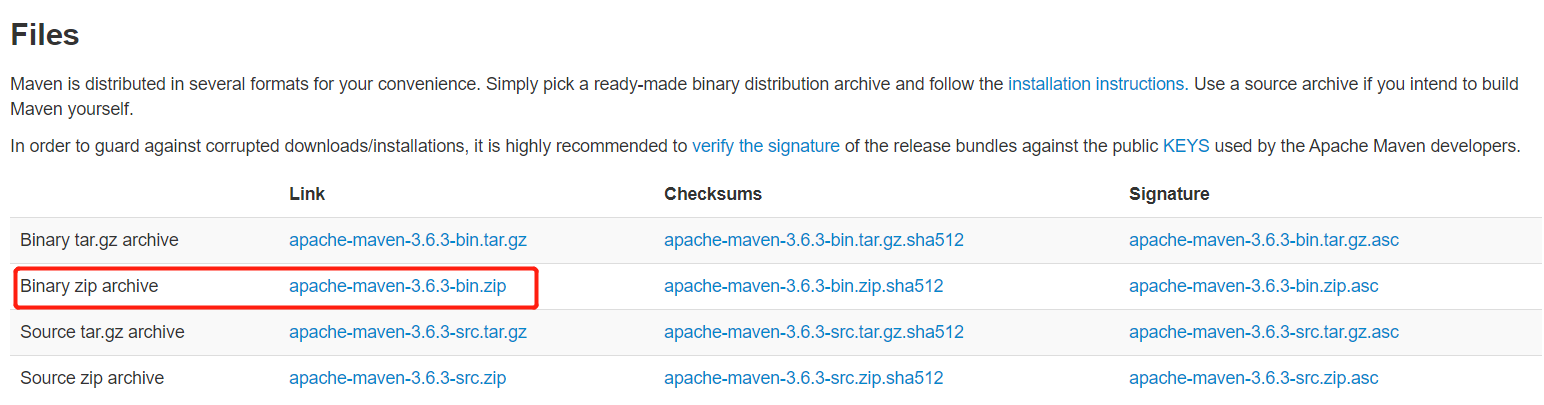 Files
Maven is distributed in several formats for your convenience. Simply pick a ready-made binary distribution archive and follow the installation instructions. Use a source archive if you intend to build
Maven yourself.
In order to guard against corrupted downloads/installations, it is highly recommended to verify the signature of the release bundles against the public KEYS used by the Apache Maven developers.
Link Checksums Signature
Binary tar.gz archive apache-maven-3.6.3-bin.tar.gz apache-maven-3.6.3-bin.tar.gz.sha512 apache-maven-3.6.3-bin.tar.gz.asc
Binary zip archive apache-maven-3.6.3-bin.zip apache-maven-3.6.3-bin.zip.sha512 apache-maven-3.6.3-bin.zip.asc
Source tar.gz archive apache-maven-3.6.3-src.tar.gz apache-maven-3.6.3-src.tar.gz.sha512 apache-maven-3.6.3-src.tar.gz.asc
Source zip archive apache-maven-3.6.3-src.zip apache-maven-3.6.3-src.zip.sha512 apache-maven-3.6.3-src.zip.asc